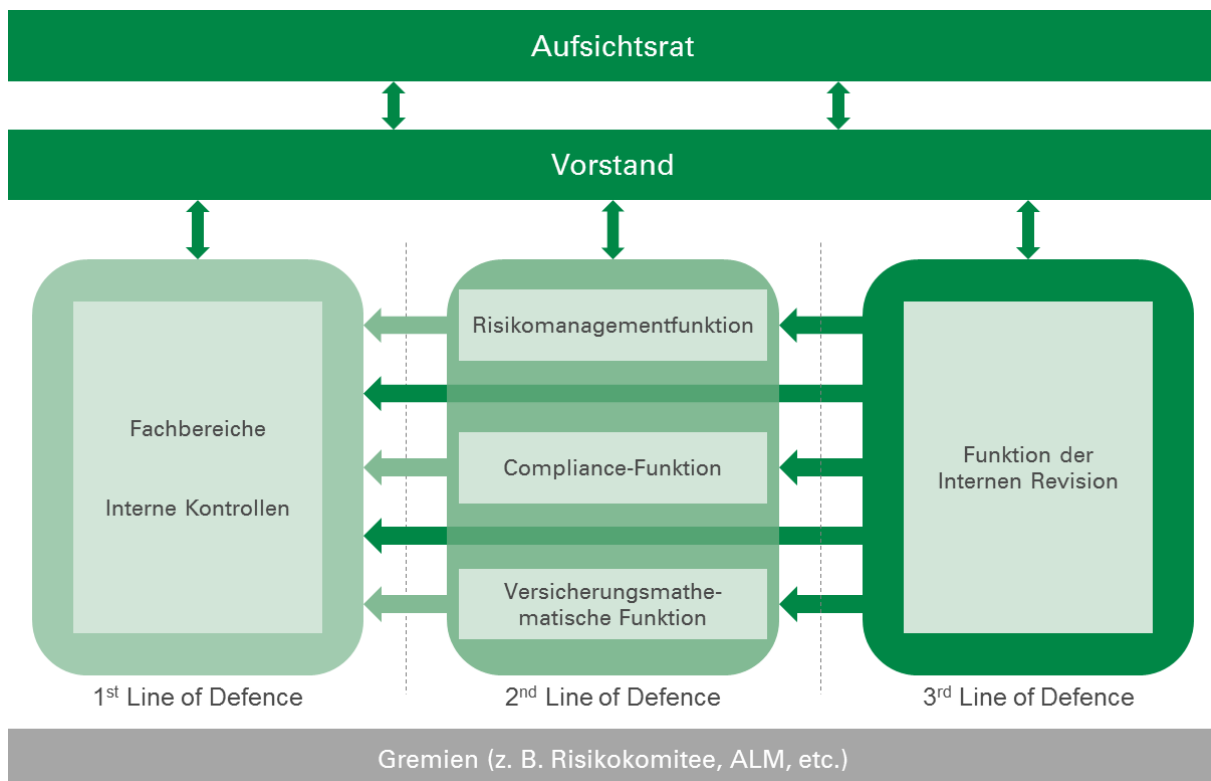 Aufsichtsrat
Vorstand
Fachbereiche
Interne Kontrollen
Risikomanagementfunktion
Compliance-Funktion
Versicherungsmathe-
matische Funktion
Funktion der
Internen Revision
1st Line of Defence
2nd Line of Defence
3rd Line of Defence
Gremien (z. B. Risikokomitee, ALM, etc.)